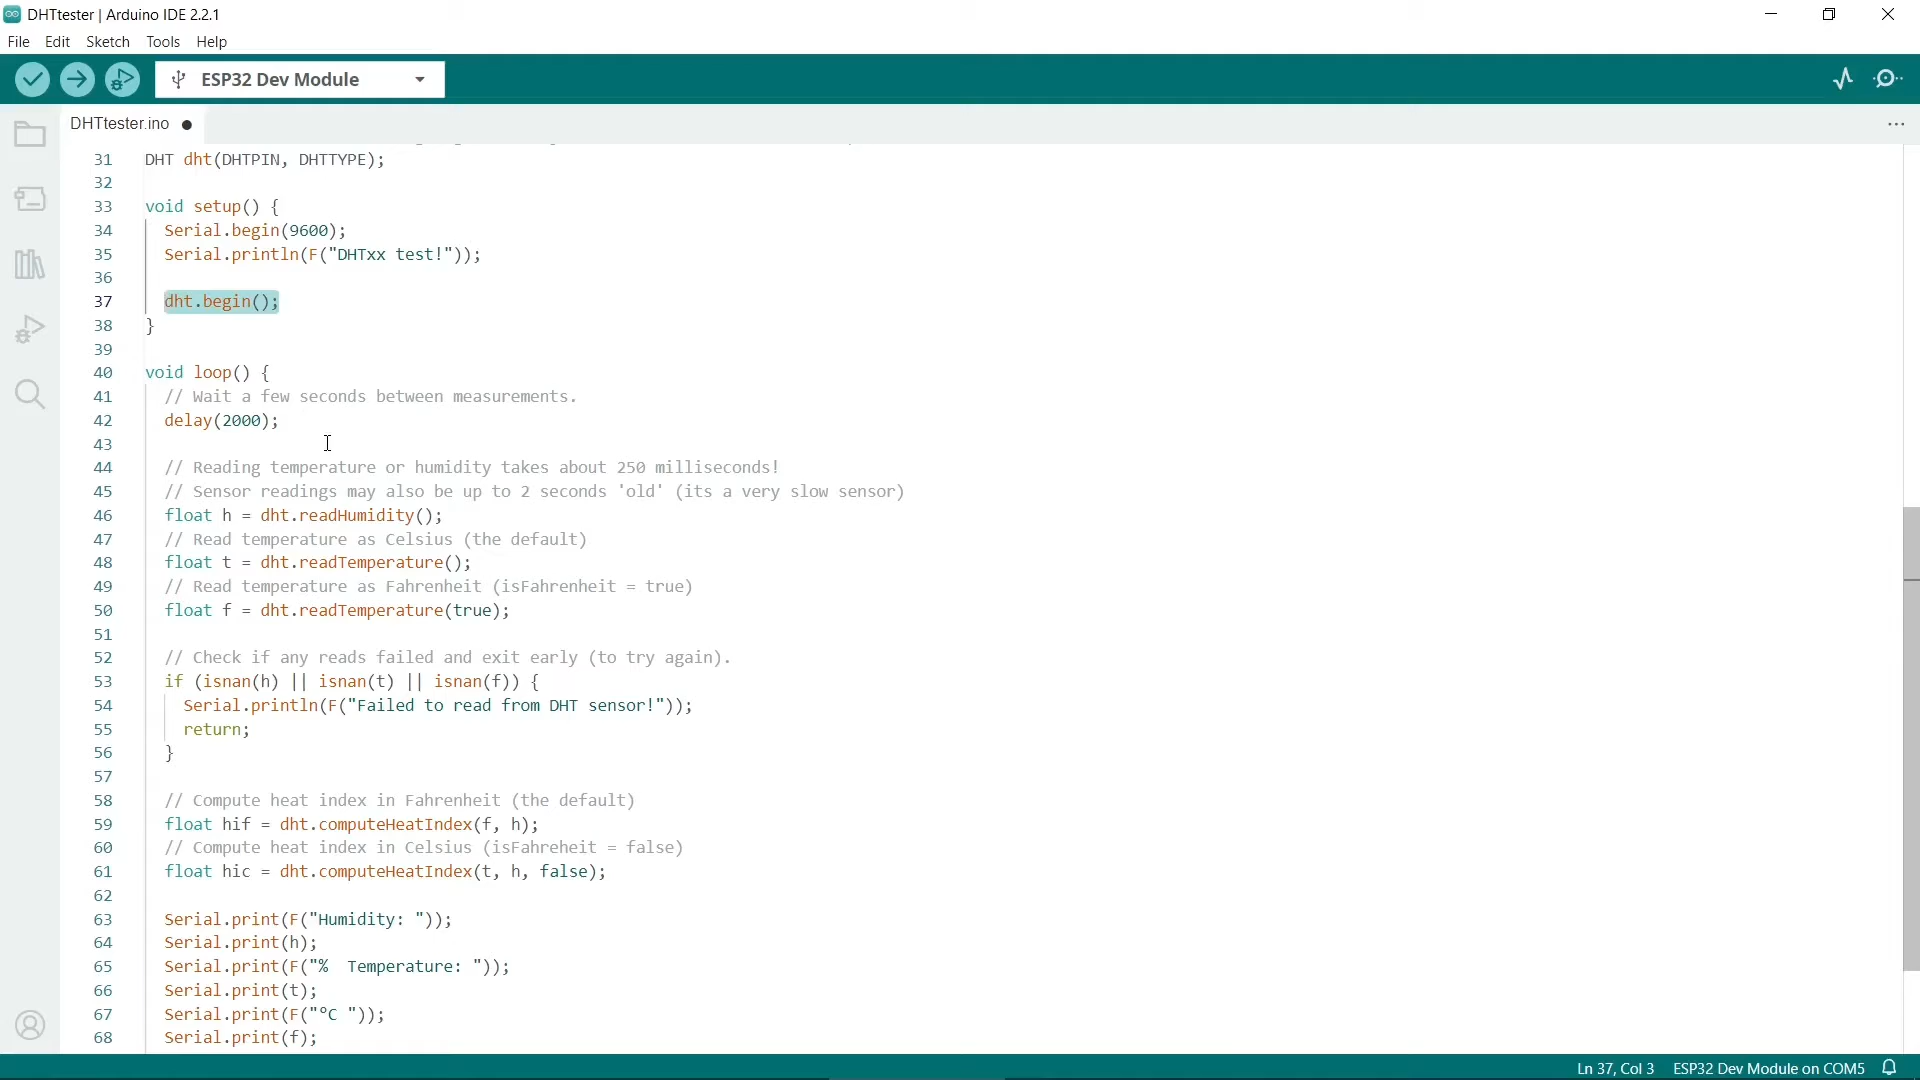 DHTtester | Arduino IDE 2.2.1
File Edit Sketch Tools Help
ESP32 Dev Module
DHTtester.ino
31 DHT dht(DHTPIN, DHTTYPE);
32
33 void setup() {
34 Serial.begin(9600);
35 Serial.println(F("DHTxx test!"));
36
37 dht.begin();
38 }
39
40 void loop() {
41 // Wait a few seconds between measurements.
42 delay(2000);
43
44 // Reading temperature or humidity takes about 250 milliseconds!
45 // Sensor readings may also be up to 2 seconds 'old' (its a very slow sensor)
46 float h = dht.readHumidity();
47 // Read temperature as Celsius (the default)
48 float t = dht.readTemperature();
49 // Read temperature as Fahrenheit (isFahrenheit = true)
50 float f = dht.readTemperature(true);
51
52 // Check if any reads failed and exit early (to try again).
53 if (isnan(h) || isnan(t) || isnan(f)) {
54 Serial.println(F("Failed to read from DHT sensor!"));
55 return;
56 }
57
58 // Compute heat index in Fahrenheit (the default)
59 float hif = dht.computeHeatIndex(f, h);
60 // Compute heat index in Celsius (isFahreheit = false)
61 float hic = dht.computeHeatIndex(t, h, false);
62
63 Serial.print(F("Humidity: "));
64 Serial.print(h);
65 Serial.print(F("%  Temperature: "));
66 Serial.print(t);
67 Serial.print(F("°C "));
68 Serial.print(f);
Ln 37, Col 3 ESP32 Dev Module on COM5